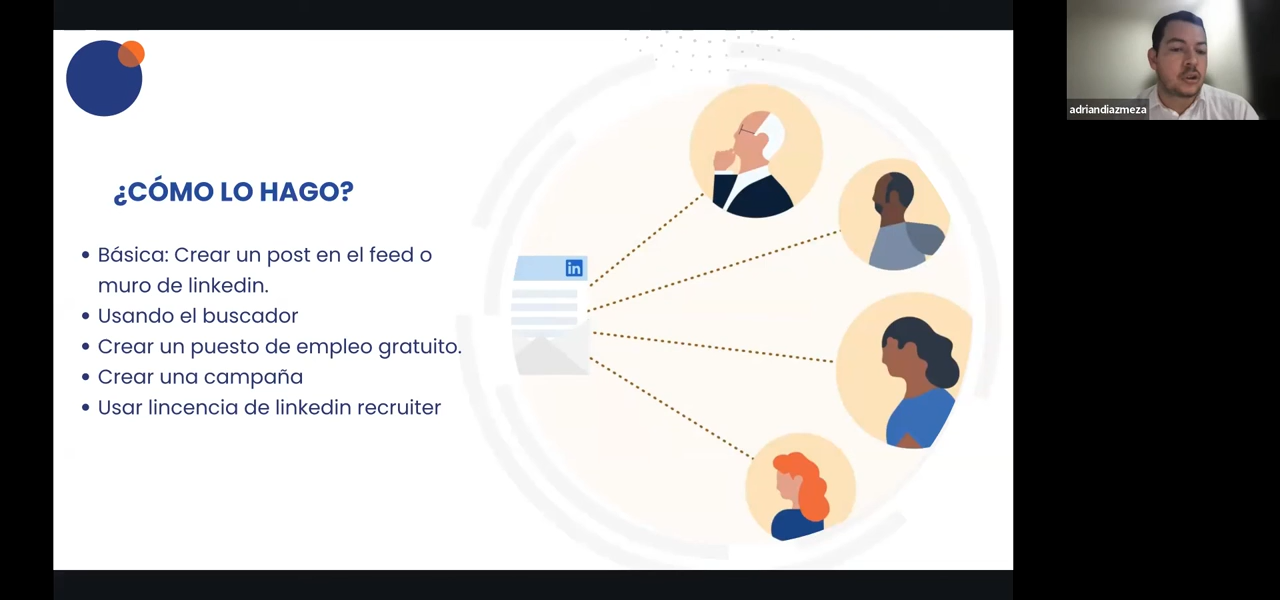 ¿CÓMO LO HAGO?
• Básica: Crear un post en el feed o
muro de linkedin.
• Usando el buscador
• Crear un puesto de empleo gratuito.
• Crear una campaña
• Usar lincencia de linkedin recruiter
in
adriandiazmeza